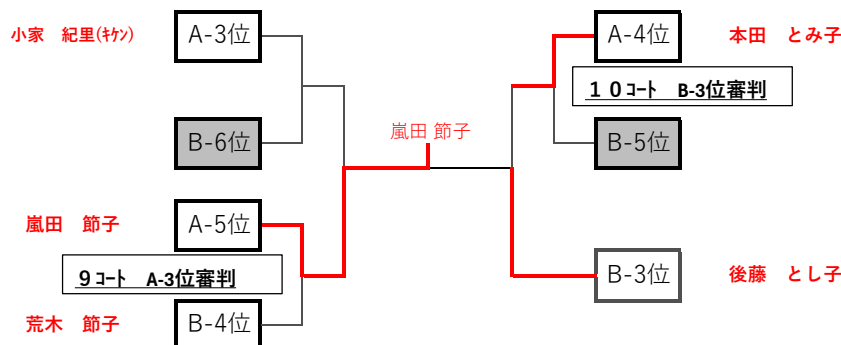 小家　紀里(ｷｹﾝ)
A-3位
A-4位
本田　とみ子
１０ｺｰﾄ　B-3位審判
嵐田 節子
B-6位
B-5位
嵐田　節子
A-5位
９ｺｰﾄ　A-3位審判
B-3位
後藤　とし子
荒木　節子
B-4位